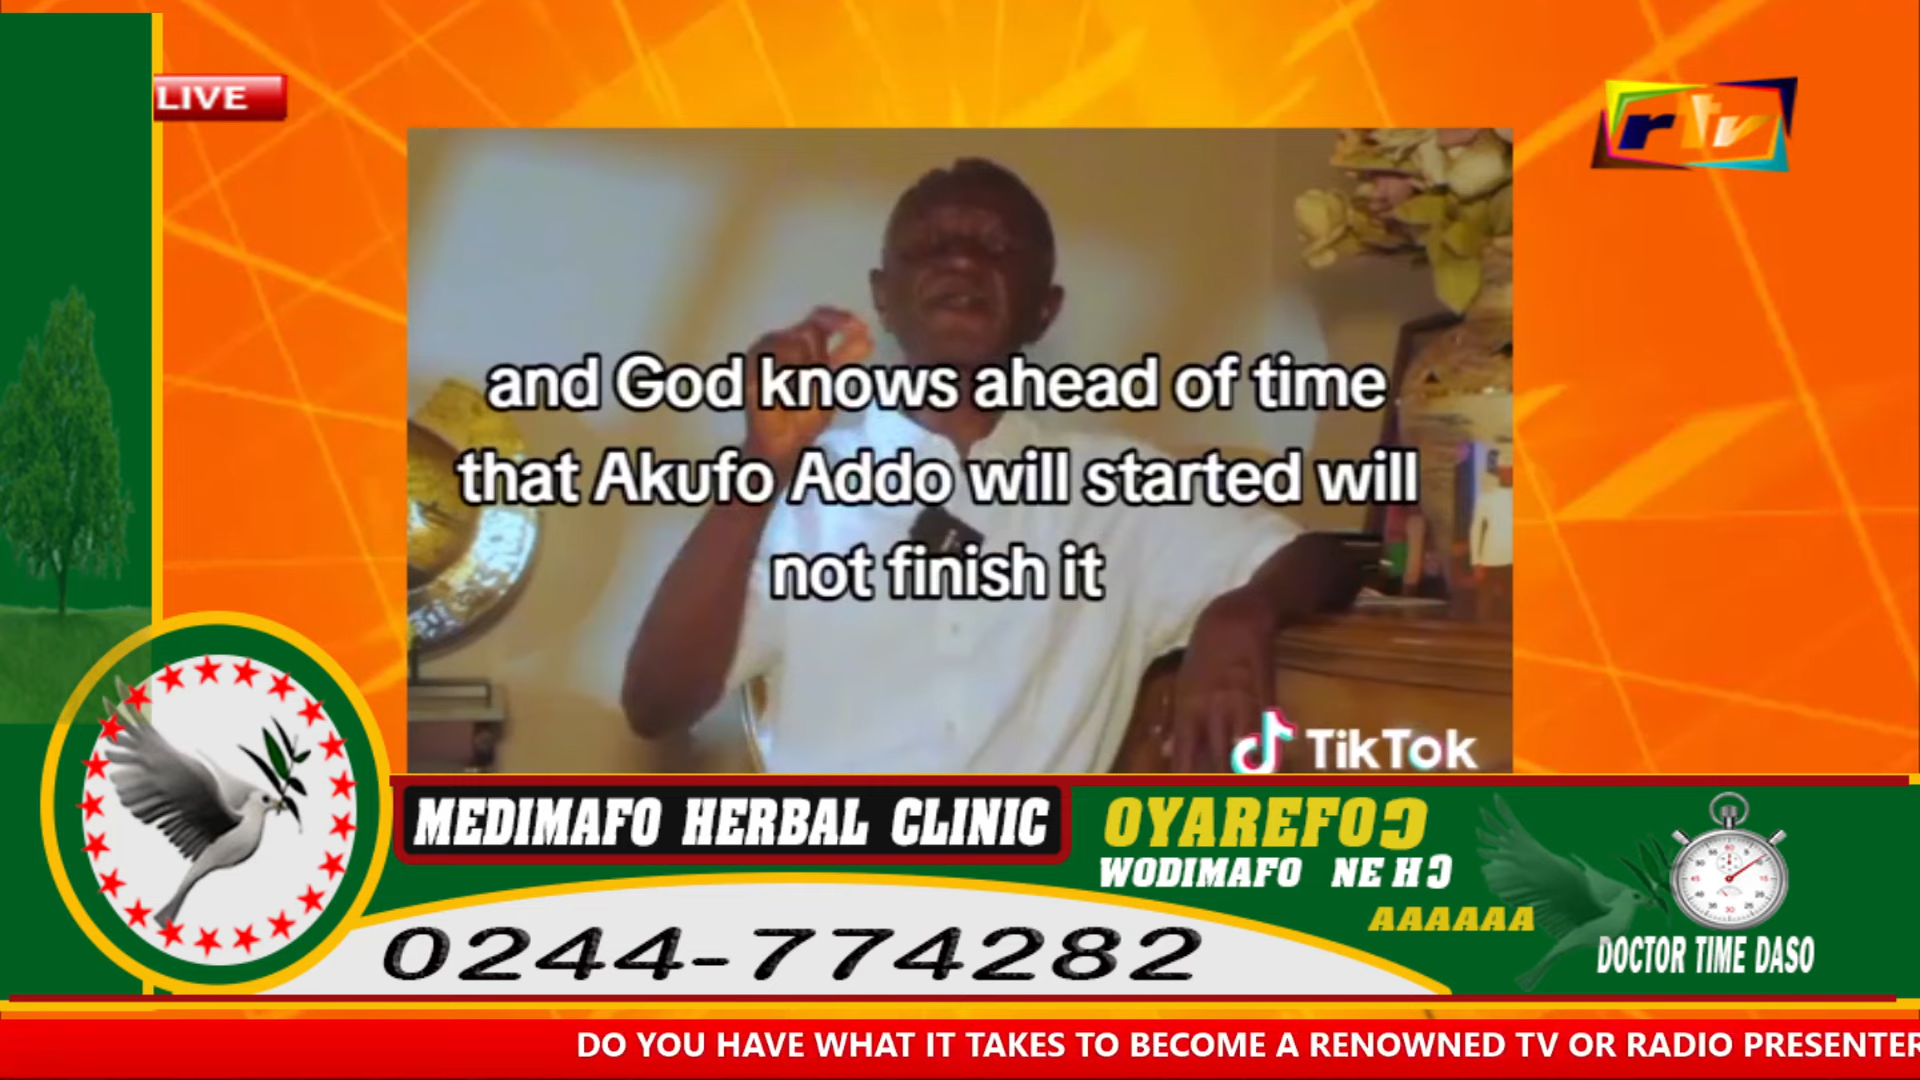 LIVE
rtv
and God knows ahead of time
that Akufo Addo will started will
not finish it
TikTok
MEDIMAFO HERBAL CLINIC
OYAREFOƆ
WODIMAFO NE HƆ
AAAAAA
0244-774282
DOCTOR TIME DASO
DO YOU HAVE WHAT IT TAKES TO BECOME A RENOWNED TV OR RADIO PRESENTER